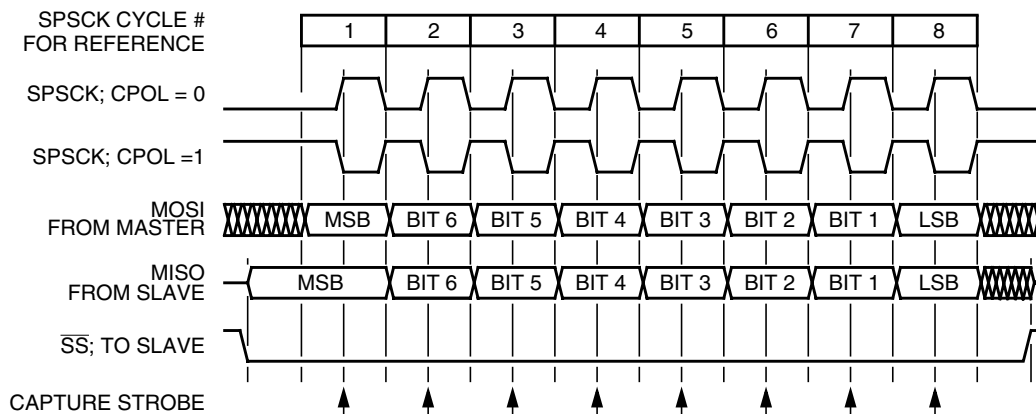 SPSCK CYCLE #
FOR REFERENCE
1 2 3 4 5 6 7 8
SPSCK; CPOL = 0
SPSCK; CPOL =1
MOSI
FROM MASTER
MSB BIT 6 BIT 5 BIT 4 BIT 3 BIT 2 BIT 1 LSB
MISO
FROM SLAVE
MSB BIT 6 BIT 5 BIT 4 BIT 3 BIT 2 BIT 1 LSB
S̅S̅; TO SLAVE
CAPTURE STROBE